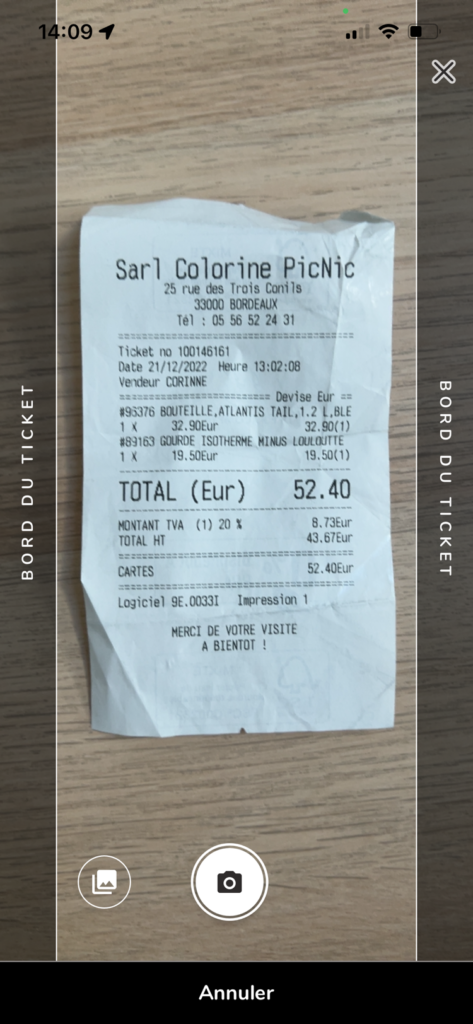 14:09
BORD DU TICKET
Sarl Colorine PicNic
25 rue des Trois Conils
33000 BORDEAUX
Tél : 05 56 52 24 31
Ticket no 100146161
Date 21/12/2022 Heure 13:02:08
Vendeur CORINNE
=========================== Devise Eur ==
#96376 BOUTEILLE,ATLANTIS TAIL,1.2 L,BLE
1 X 32.90Eur 32.90(1)
#89163 GOURDE ISOTHERME MINUS LOULOUTTE
1 X 19.50Eur 19.50(1)
TOTAL (Eur) 52.40
MONTANT TVA (1) 20 % 8.73Eur
TOTAL HT 43.67Eur
CARTES 52.40Eur
Logiciel 9E.0033I Impression 1
MERCI DE VOTRE VISITE
A BIENTOT !
BORD DU TICKET
Annuler